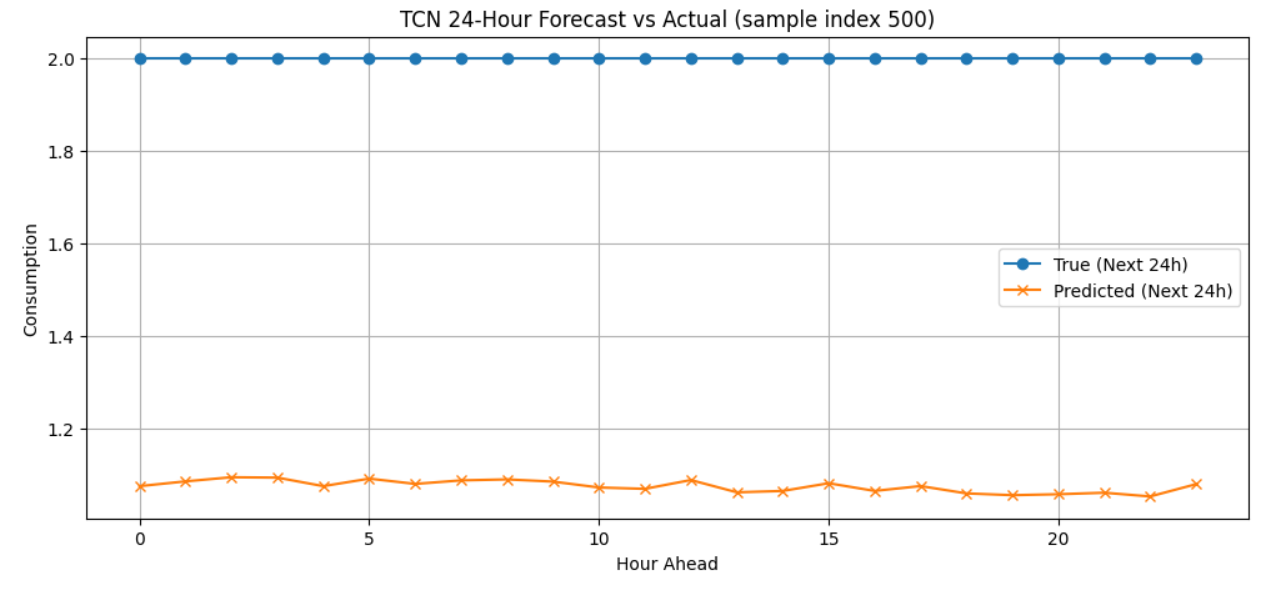 TCN 24-Hour Forecast vs Actual (sample index 500)
2.0
1.8
1.6
1.4
1.2
Consumption
True (Next 24h)
Predicted (Next 24h)
0
5
10
15
20
Hour Ahead